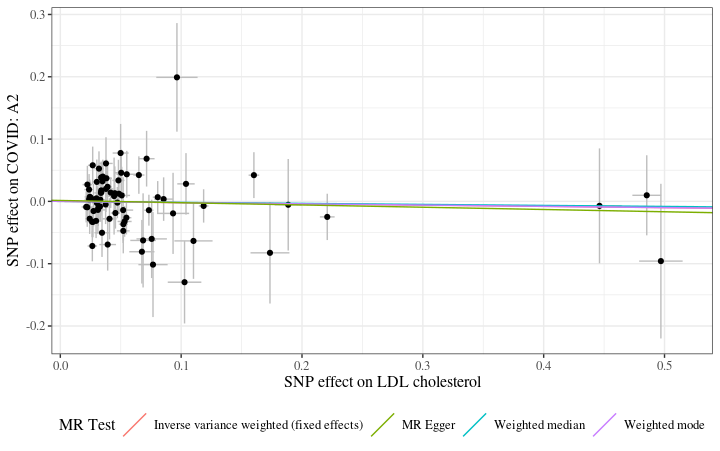 0.3
0.2
0.1
0.0
-0.1
-0.2
SNP effect on COVID: A2
0.0 0.1 0.2 0.3 0.4 0.5
SNP effect on LDL cholesterol
MR Test Inverse variance weighted (fixed effects) MR Egger Weighted median Weighted mode